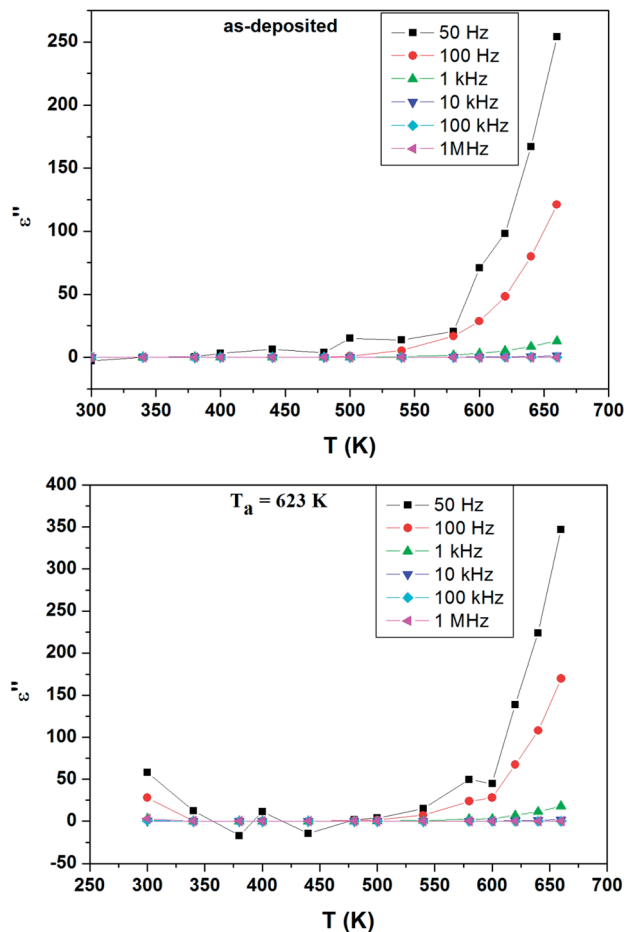 as-deposited
50 Hz
100 Hz
1 kHz
10 kHz
100 kHz
1MHz
250
200
150
100
50
0
ε"
300 350 400 450 500 550 600 650 700
T (K)
T_a = 623 K
50 Hz
100 Hz
1 kHz
10 kHz
100 kHz
1 MHz
400
350
300
250
200
150
100
50
0
-50
ε"
250 300 350 400 450 500 550 600 650 700
T (K)